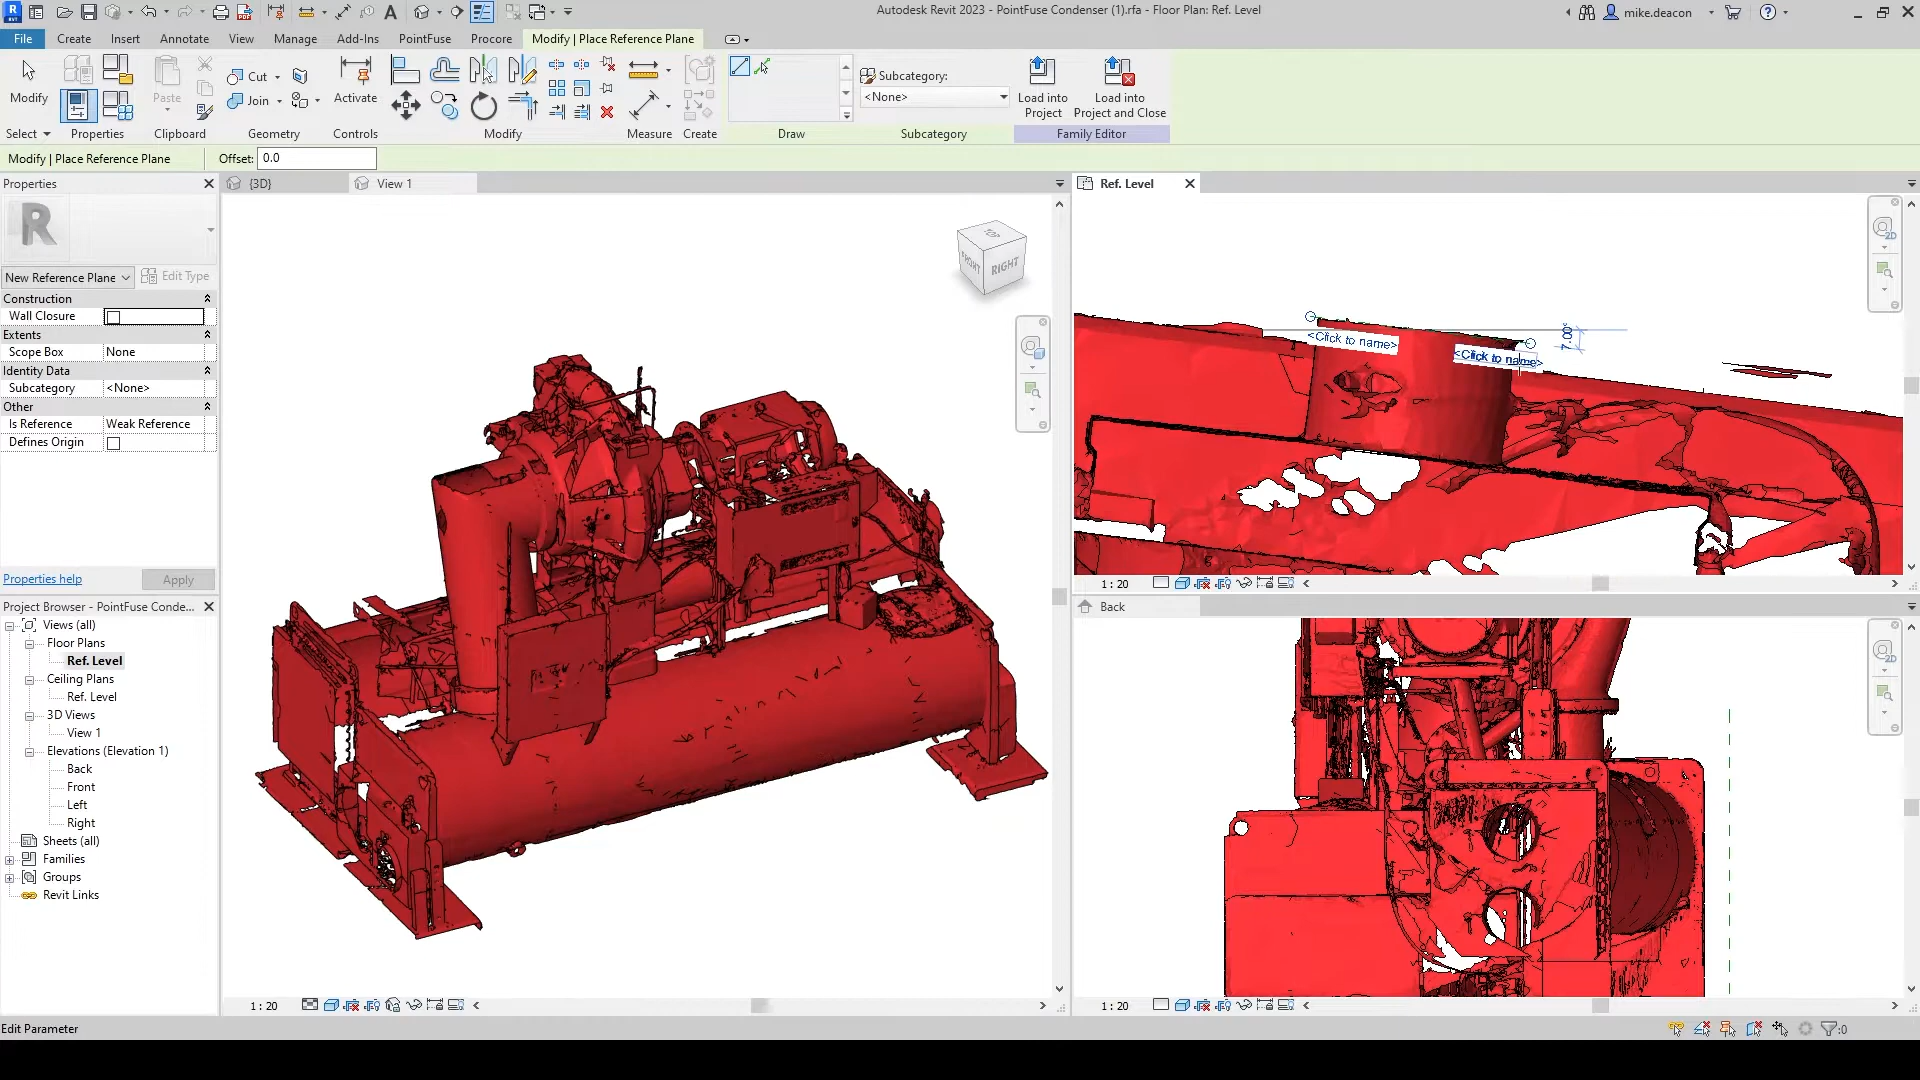 Autodesk Revit 2023 - PointFuse Condenser (1).rfa - Floor Plan: Ref. Level
mike.deacon
File Create Insert Annotate View Manage Add-Ins PointFuse Procore Modify | Place Reference Plane
Modify
Paste
Cut
Join
Activate
Subcategory:
<None>
Load into Project
Load into Project and Close
Select Properties Clipboard Geometry Controls Modify Measure Create Draw Subcategory Family Editor
Modify | Place Reference Plane Offset: 0.0
Properties
{3D}
View 1
Ref. Level
R
New Reference Plane Edit Type
Construction
Wall Closure
Extents
Scope Box None
Identity Data
Subcategory <None>
Other
Is Reference Weak Reference
Defines Origin
Properties help Apply
TOP
FRONT
RIGHT
2D
<Click to name>
<Click to name>
7.00°
1 : 20
Back
2D
Project Browser - PointFuse Conde...
Views (all)
Floor Plans
Ref. Level
Ceiling Plans
Ref. Level
3D Views
View 1
Elevations (Elevation 1)
Back
Front
Left
Right
Sheets (all)
Families
Groups
Revit Links
1 : 20
1 : 20
Edit Parameter
:0